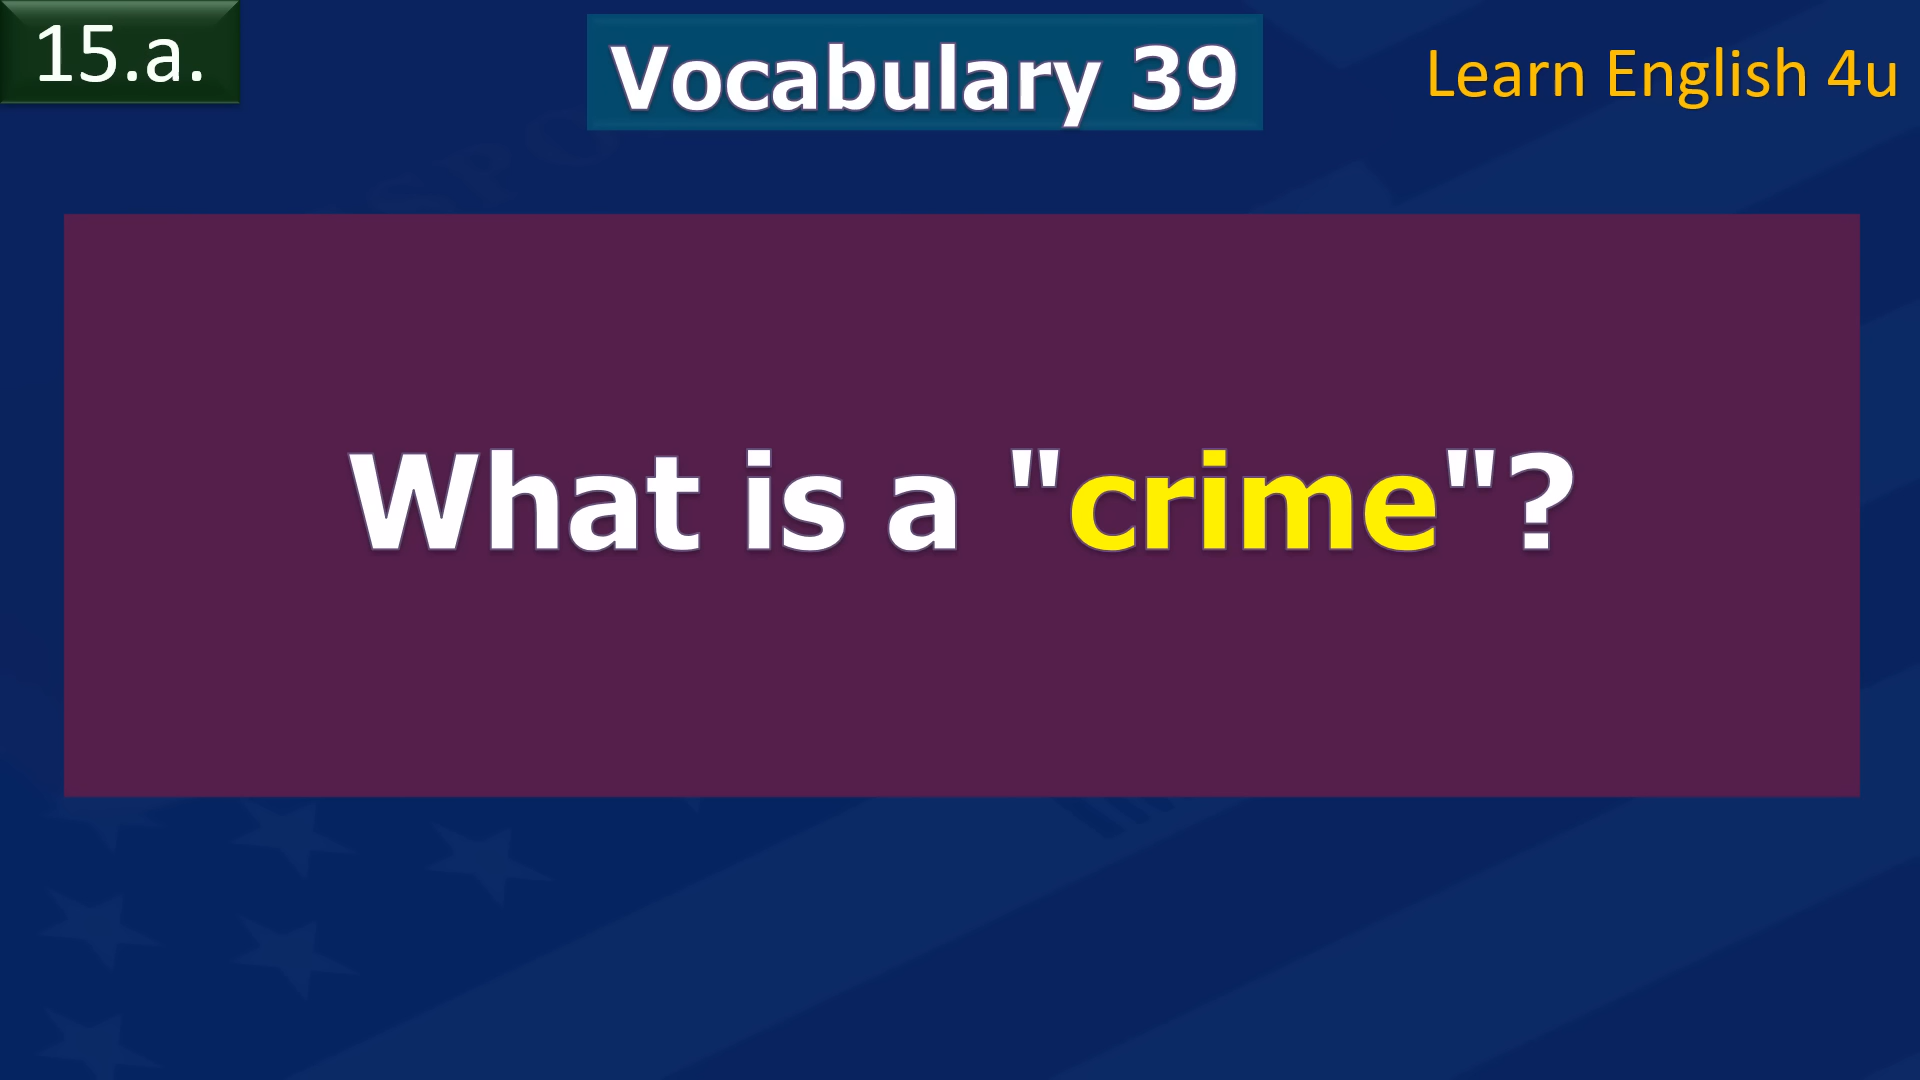 15.a.
Vocabulary 39
Learn English 4u
What is a "crime"?